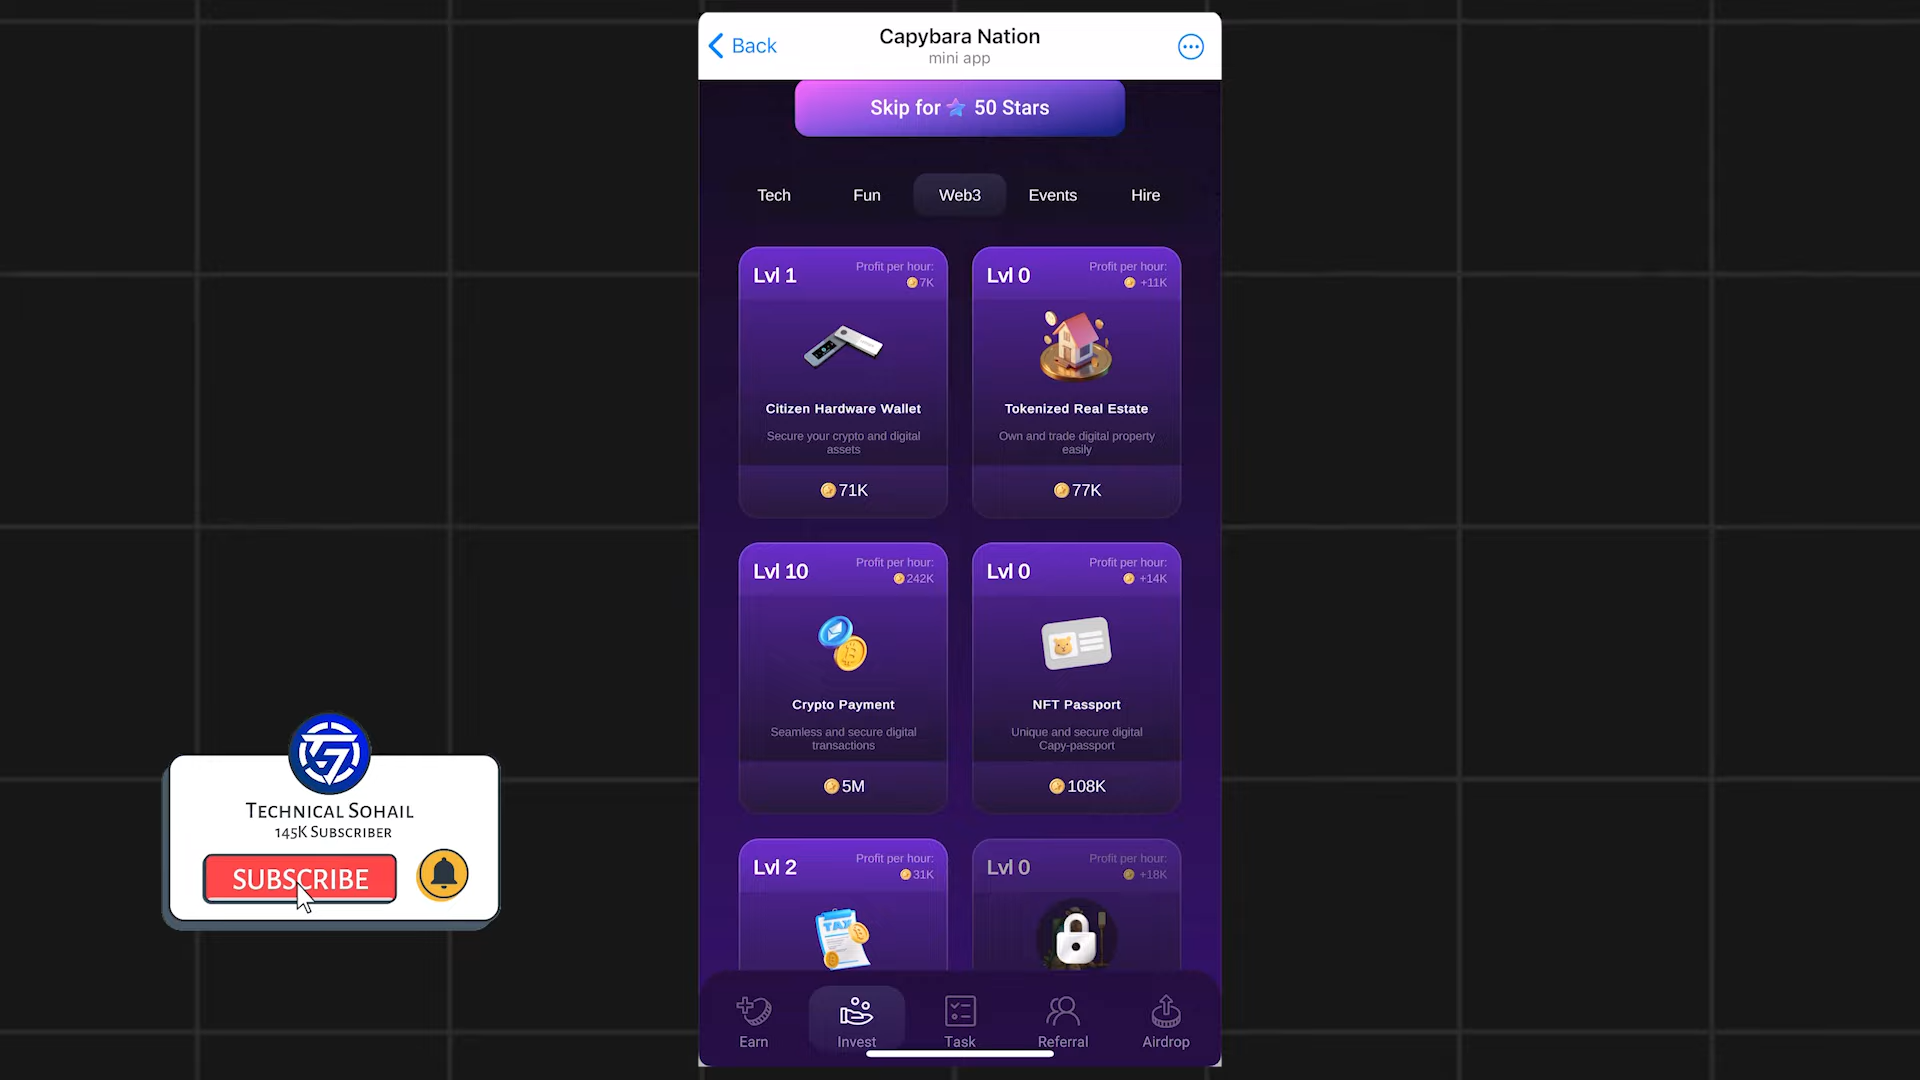 Back
Capybara Nation
mini app
Skip for 50 Stars
Tech Fun Web3 Events Hire
Lvl 1
Profit per hour:
7K
Citizen Hardware Wallet
Secure your crypto and digital
assets
71K
Lvl 0
Profit per hour:
+11K
Tokenized Real Estate
Own and trade digital property
easily
77K
Lvl 10
Profit per hour:
242K
Crypto Payment
Seamless and secure digital
transactions
5M
Lvl 0
Profit per hour:
+14K
NFT Passport
Unique and secure digital
Capy-passport
108K
Lvl 2
Profit per hour:
31K
TAX
Lvl 0
Profit per hour:
+18K
Earn Invest Task Referral Airdrop
Technical Sohail
145K Subscriber
SUBSCRIBE